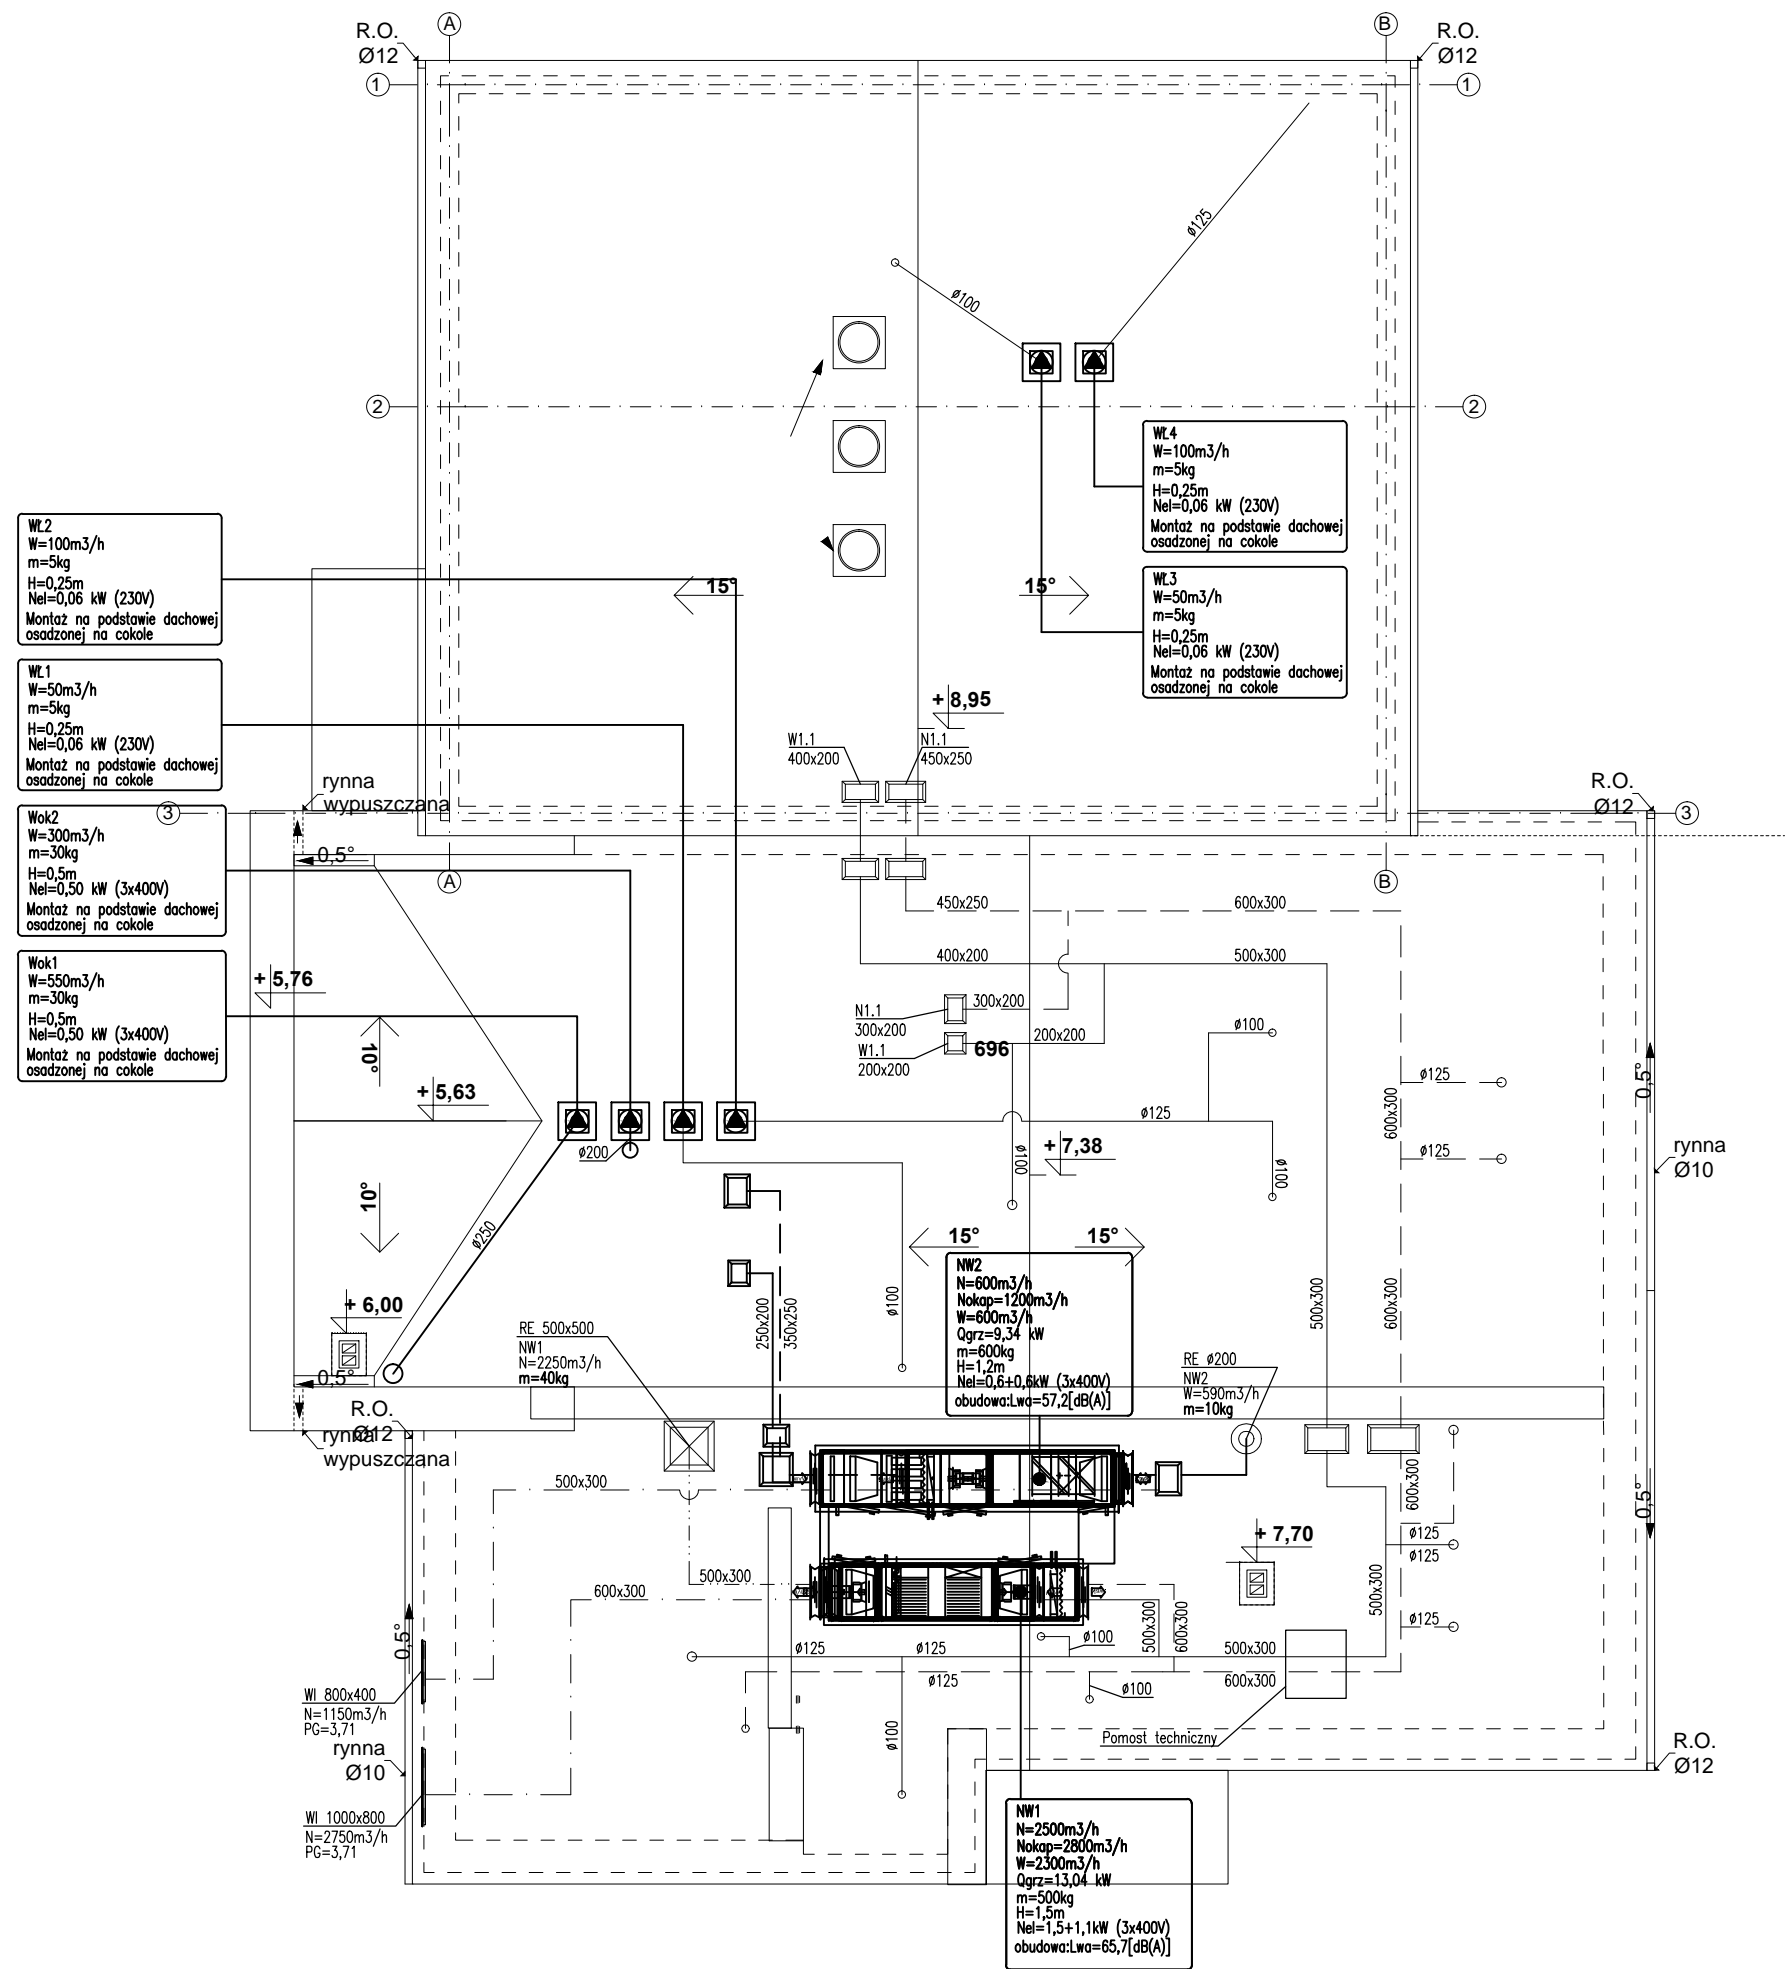 A
B
R.O.
Ø12
R.O.
Ø12
1
1
ø125
ø100
2
2
WŁ4
W=100m3/h
m=5kg
H=0,25m
Nel=0,06 kW (230V)
Montaż na podstawie dachowej
osadzonej na cokole
WŁ2
W=100m3/h
m=5kg
H=0,25m
Nel=0,06 kW (230V)
Montaż na podstawie dachowej
osadzonej na cokole
15°
15°
WŁ3
W=50m3/h
m=5kg
H=0,25m
Nel=0,06 kW (230V)
Montaż na podstawie dachowej
osadzonej na cokole
WŁ1
W=50m3/h
m=5kg
H=0,25m
Nel=0,06 kW (230V)
Montaż na podstawie dachowej
osadzonej na cokole
+ 8,95
W1.1
400x200
N1.1
450x250
rynna
wypuszczana
R.O.
Ø12
3
3
Wok2
W=300m3/h
m=30kg
H=0,5m
Nel=0,50 kW (3x400V)
Montaż na podstawie dachowej
osadzonej na cokole
0,5°
A
B
450x250
600x300
400x200
500x300
Wok1
W=550m3/h
m=30kg
H=0,5m
Nel=0,50 kW (3x400V)
Montaż na podstawie dachowej
osadzonej na cokole
+ 5,76
N1.1
300x200
300x200
W1.1
200x200
696
200x200
ø100
10°
+ 5,63
ø125
600x300
0,5°
ø125
ø200
ø100
+ 7,38
ø100
ø125
rynna
Ø10
10°
ø250
15°
15°
NW2
N=600m3/h
Nokap=1200m3/h
W=600m3/h
Qgrz=9,34 kW
m=600kg
H=1,2m
Nel=0,6+0,6kW (3x400V)
obudowa:Lwa=57,2[dB(A)]
+ 6,00
250x200
350x250
ø100
500x300
600x300
RE 500x500
NW1
N=2250m3/h
m=40kg
RE ø200
NW2
W=590m3/h
m=10kg
0,5°
R.O.
Ø12
rynna
wypuszczana
500x300
600x300
0,5°
+ 7,70
ø125
ø125
500x300
600x300
500x300
ø125
0,5°
500x300
600x300
ø100
ø125
ø125
500x300
ø125
600x300
ø100
WI 800x400
N=1150m3/h
PG=3,71
ø100
Pomost techniczny
rynna
Ø10
R.O.
Ø12
WI 1000x800
N=2750m3/h
PG=3,71
NW1
N=2500m3/h
Nokap=2800m3/h
W=2300m3/h
Qgrz=13,04 kW
m=500kg
H=1,5m
Nel=1,5+1,1kW (3x400V)
obudowa:Lwa=65,7[dB(A)]